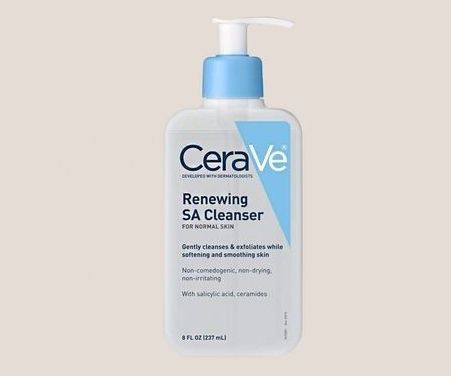 CeraVe
DEVELOPED WITH DERMATOLOGISTS
Renewing
SA Cleanser
FOR NORMAL SKIN
Gently cleanses & exfoliates while
softening and smoothing skin
Non-comedogenic, non-drying,
non-irritating
With salicylic acid, ceramides
8 FL OZ (237 mL)